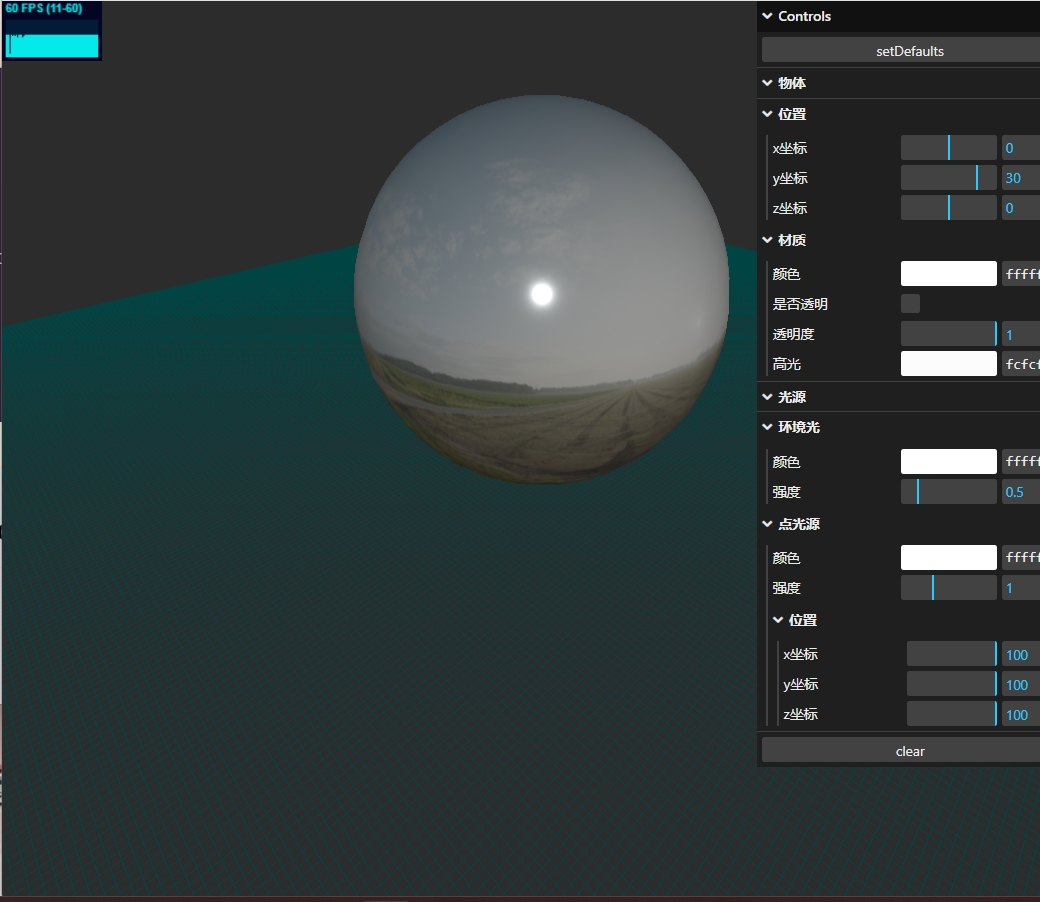 60 FPS (11-60)
Controls
setDefaults
物体
位置
x坐标 0
y坐标 30
z坐标 0
材质
颜色 fffff
是否透明
透明度 1
高光 fcfcf
光源
环境光
颜色 fffff
强度 0.5
点光源
颜色 fffff
强度 1
位置
x坐标 100
y坐标 100
z坐标 100
clear